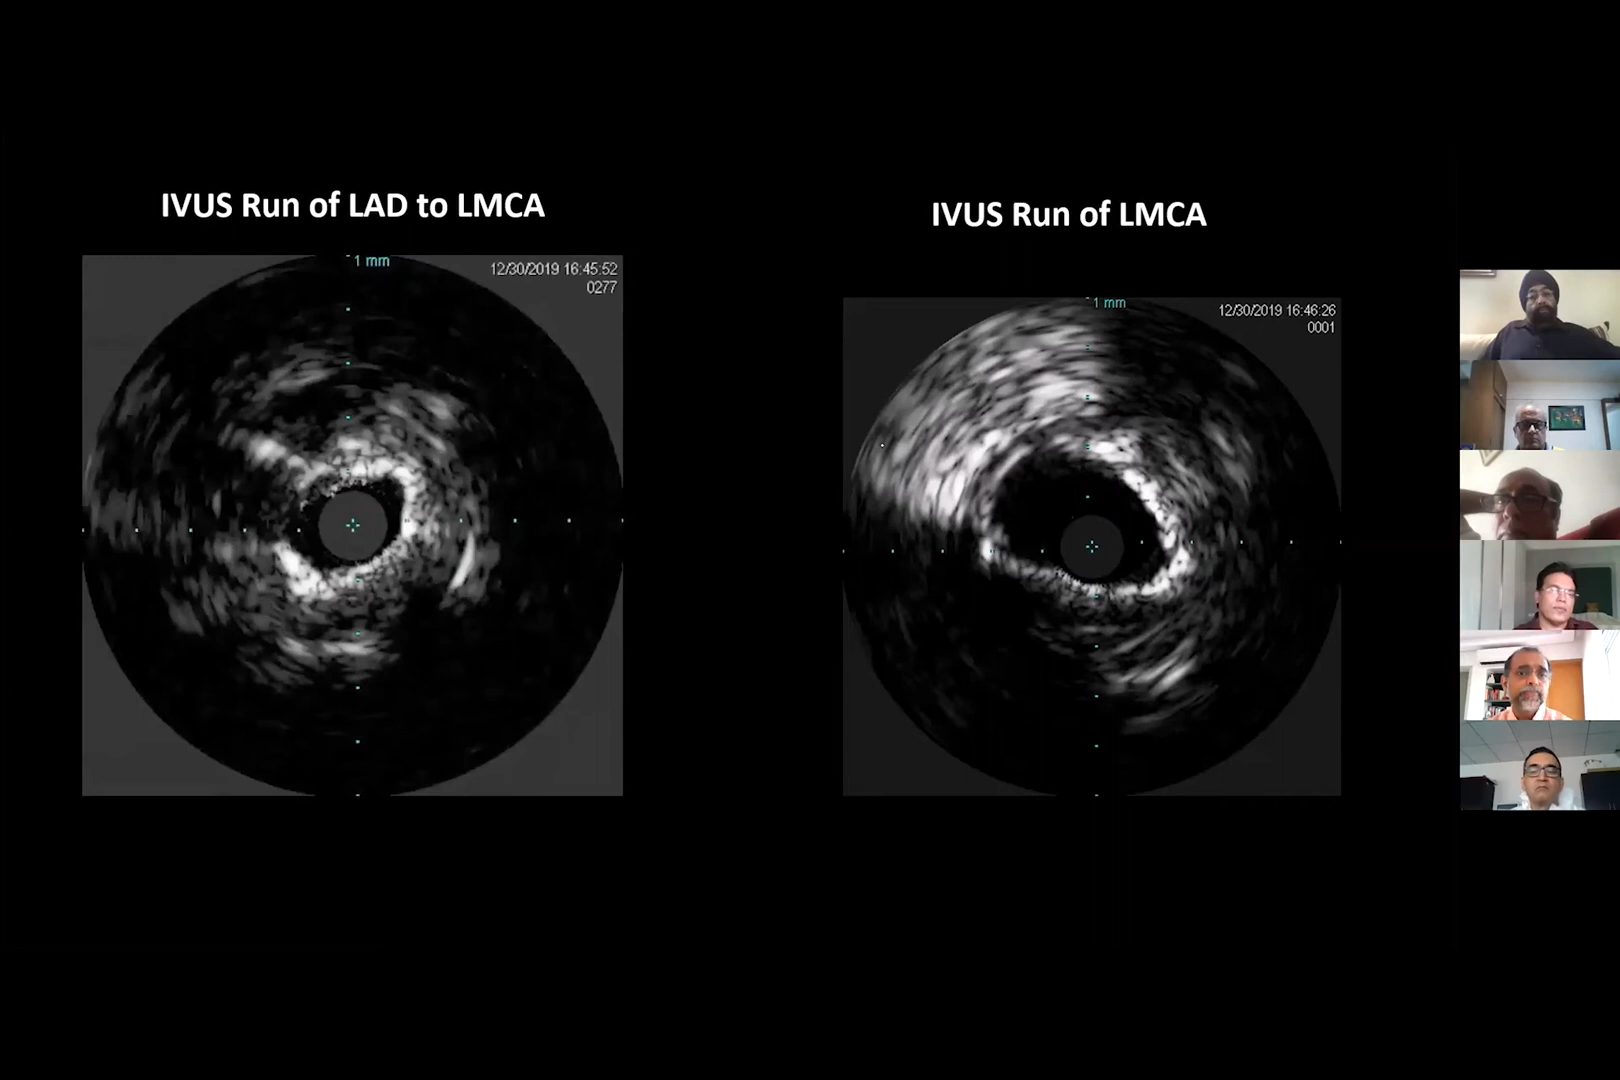 IVUS Run of LAD to LMCA
1 mm
12/30/2019 16:45:52
0277
IVUS Run of LMCA
1 mm
12/30/2019 16:46:26
0001